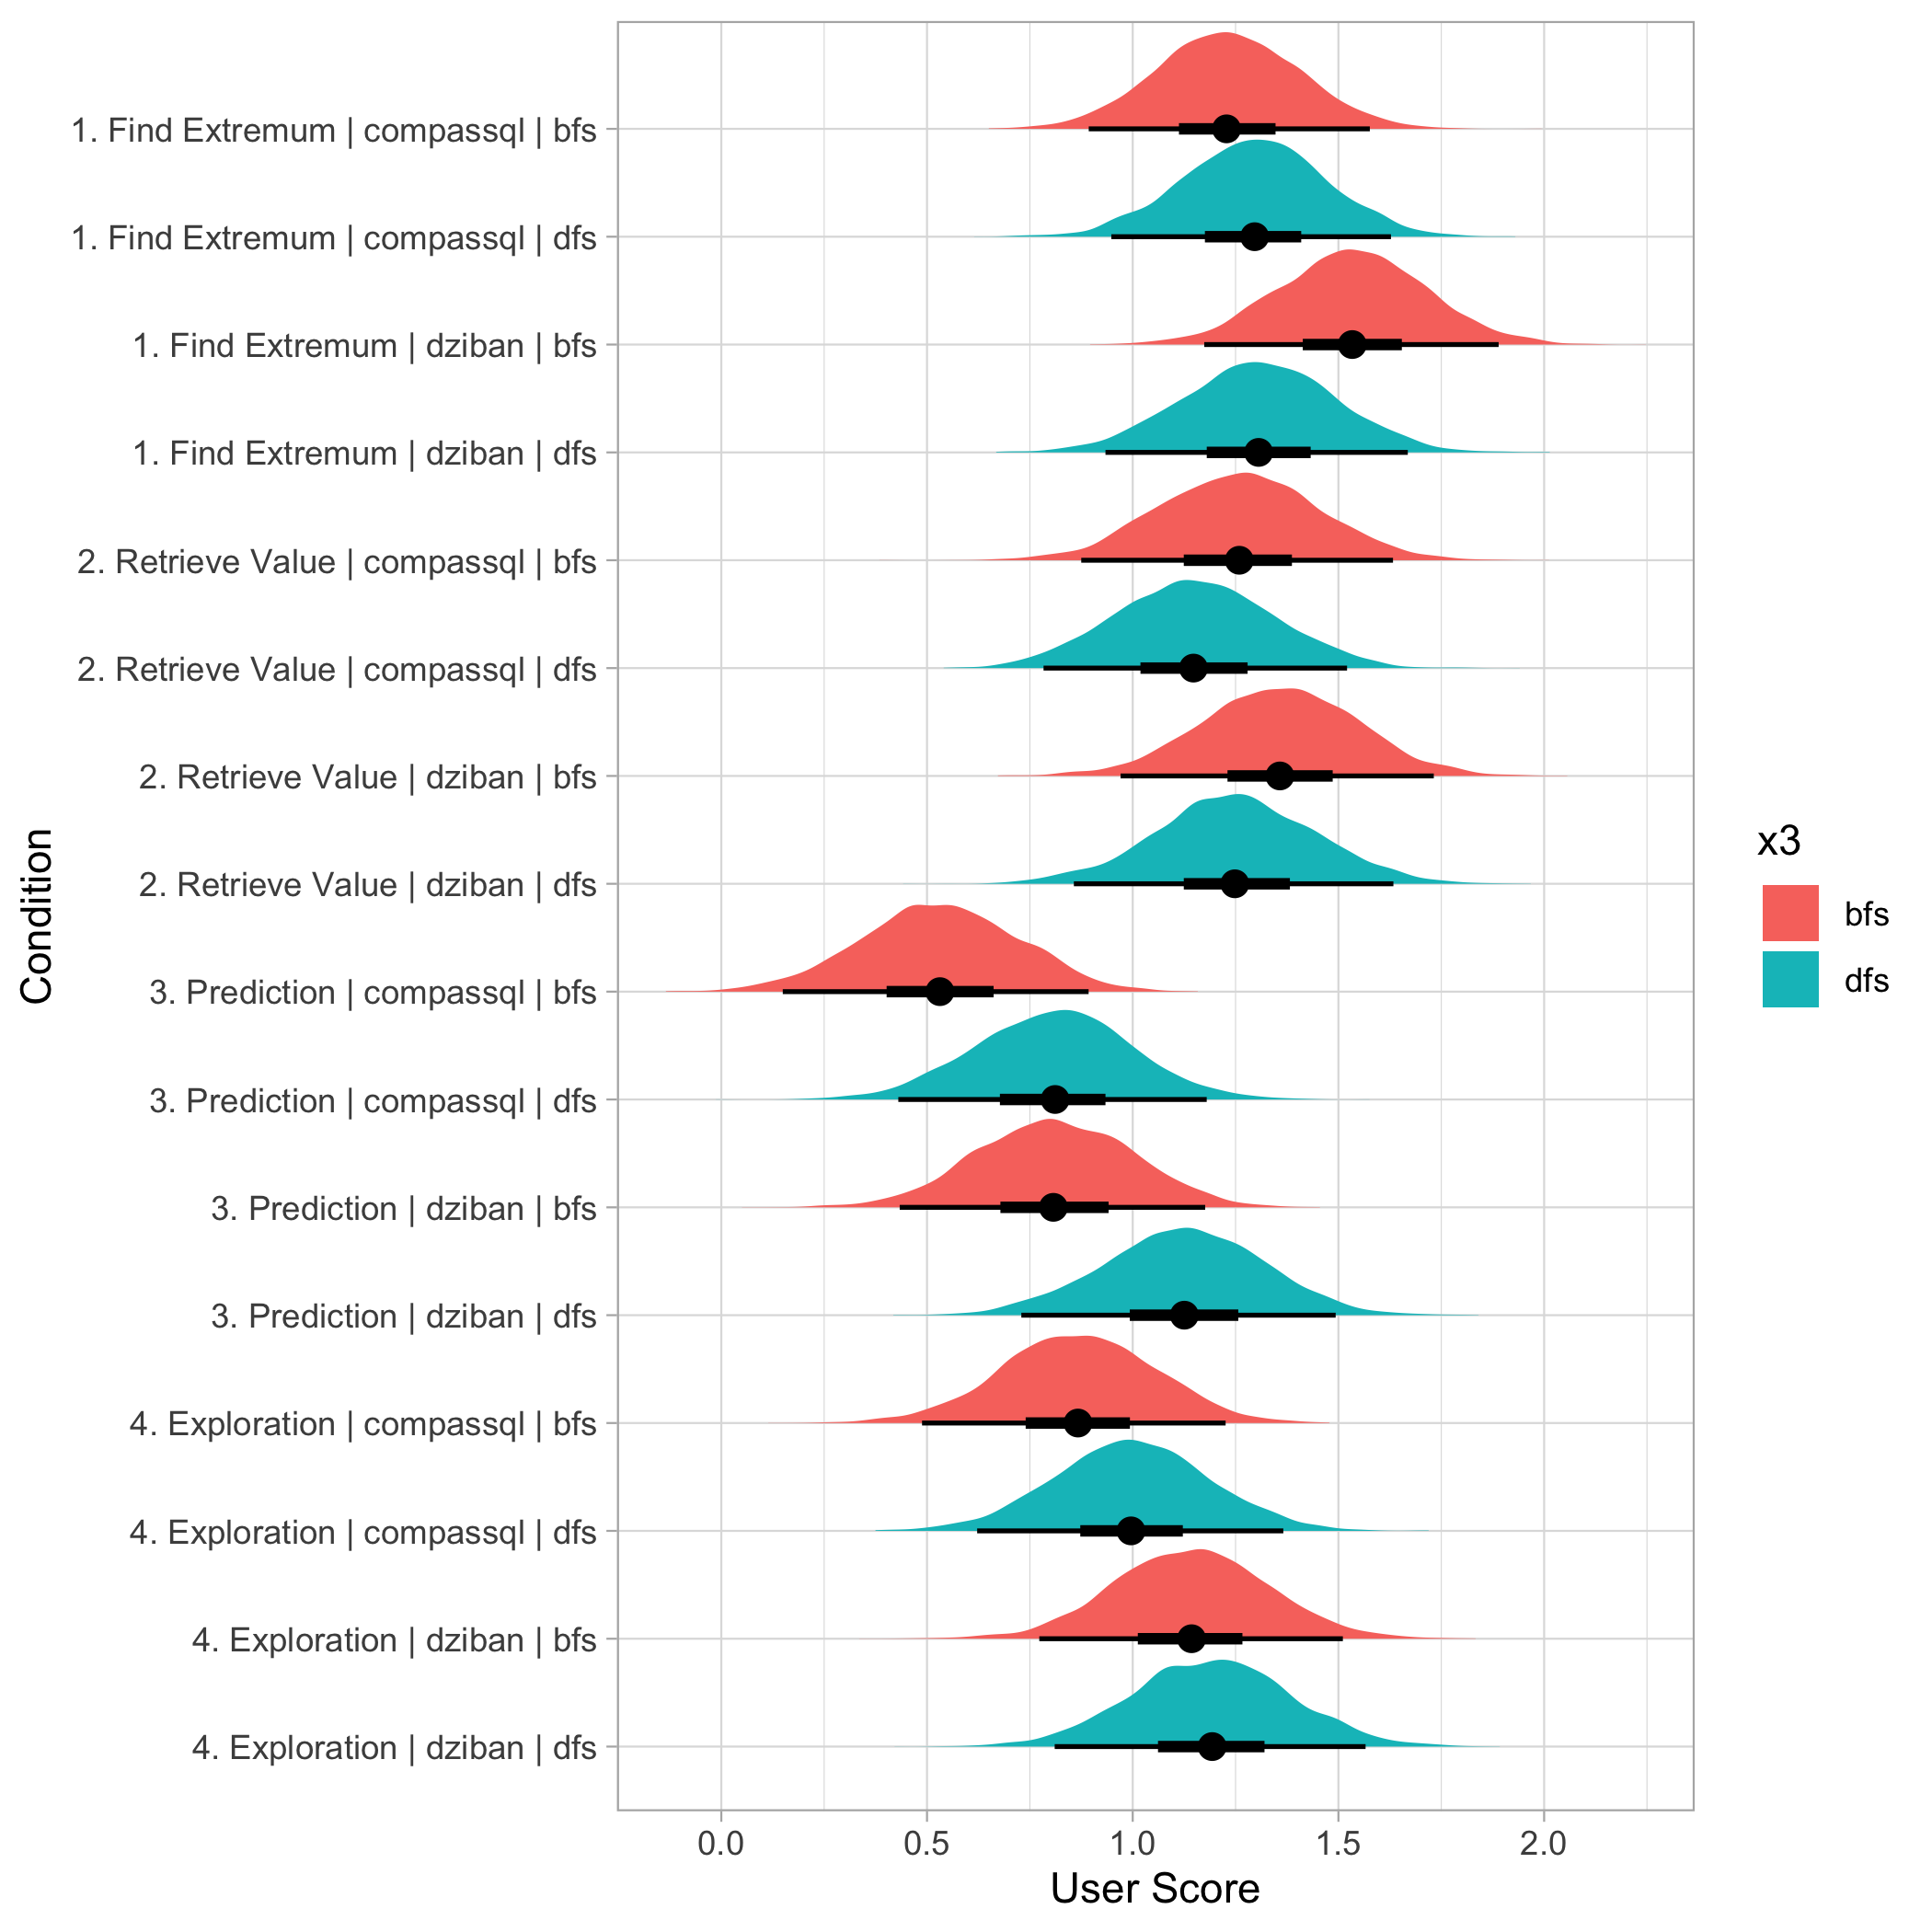 1. Find Extremum | compassql | bfs
1. Find Extremum | compassql | dfs
1. Find Extremum | dziban | bfs
1. Find Extremum | dziban | dfs
2. Retrieve Value | compassql | bfs
2. Retrieve Value | compassql | dfs
2. Retrieve Value | dziban | bfs
2. Retrieve Value | dziban | dfs
3. Prediction | compassql | bfs
3. Prediction | compassql | dfs
3. Prediction | dziban | bfs
3. Prediction | dziban | dfs
4. Exploration | compassql | bfs
4. Exploration | compassql | dfs
4. Exploration | dziban | bfs
4. Exploration | dziban | dfs
Condition
0.0 0.5 1.0 1.5 2.0
User Score
x3
bfs
dfs